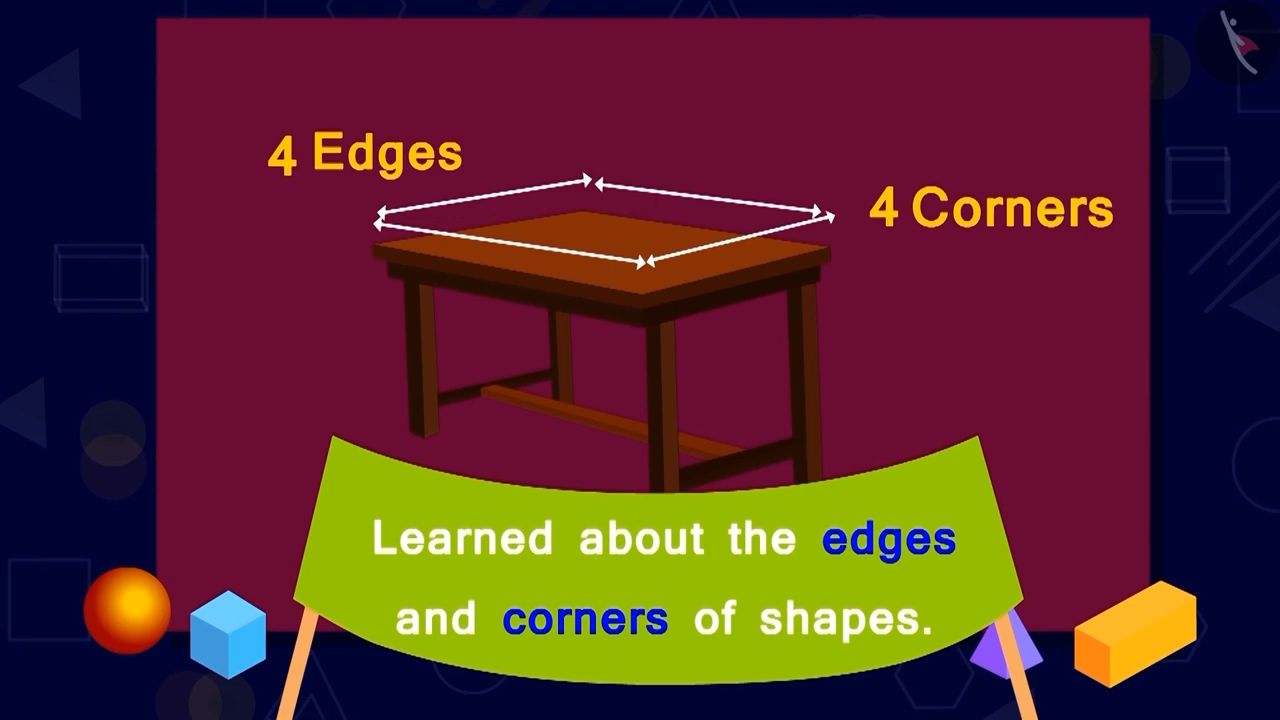 4 Edges
4 Corners
Learned about the edges
and corners of shapes.